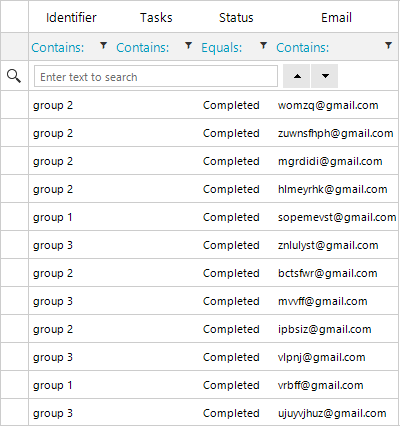 Identifier Tasks Status Email
Contains: Contains: Equals: Contains:
Enter text to search
group 2 Completed womzq@gmail.com
group 2 Completed zuwnsfhph@gmail.com
group 2 Completed mgrdidi@gmail.com
group 2 Completed hlmeyrhk@gmail.com
group 1 Completed sopemevst@gmail.com
group 3 Completed znlulyst@gmail.com
group 2 Completed bctsfwr@gmail.com
group 3 Completed mvvff@gmail.com
group 2 Completed ipbsiz@gmail.com
group 3 Completed vlpnj@gmail.com
group 1 Completed vrbff@gmail.com
group 3 Completed ujuyvjhuz@gmail.com